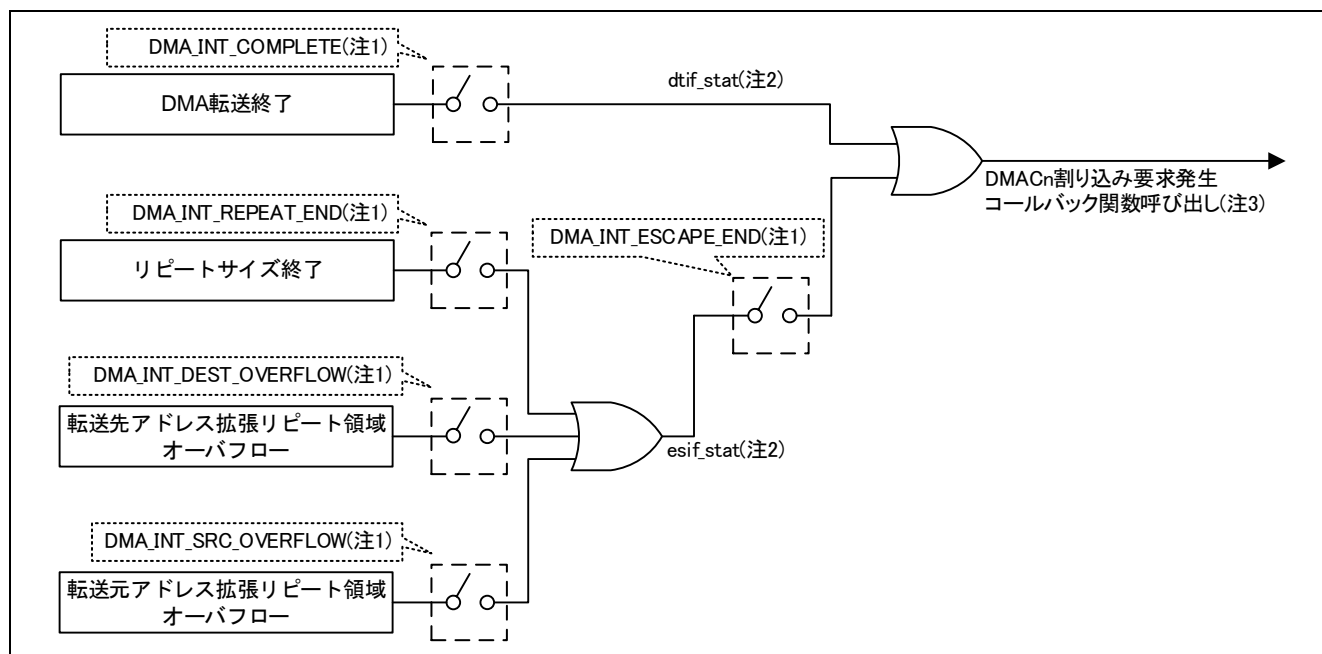 DMA_INT_COMPLETE(注1)
DMA転送終了
dtif_stat(注2)
DMACn割り込み要求発生
コールバック関数呼び出し(注3)
DMA_INT_REPEAT_END(注1)
リピートサイズ終了
DMA_INT_ESCAPE_END(注1)
DMA_INT_DEST_OVERFLOW(注1)
転送先アドレス拡張リピート領域
オーバフロー
esif_stat(注2)
DMA_INT_SRC_OVERFLOW(注1)
転送元アドレス拡張リピート領域
オーバフロー